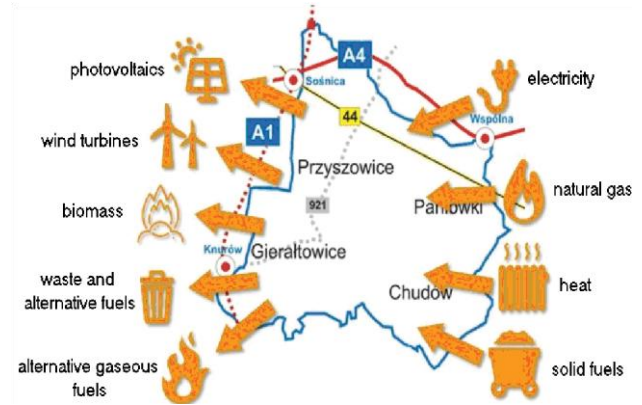 photovoltaics
wind turbines
biomass
waste and
alternative fuels
alternative gaseous
fuels
A4
Sośnica
44
A1
Przyszowice
921
Paniówki
Knurów
Gierałtowice
Chudów
electricity
Wspólna
natural gas
heat
solid fuels